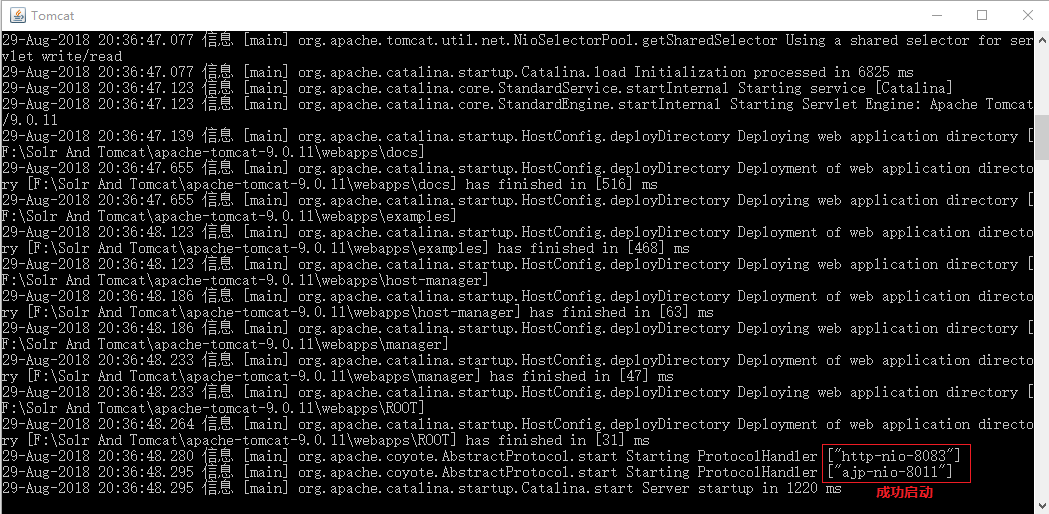 Tomcat
29-Aug-2018 20:36:47.077 信息 [main] org.apache.tomcat.util.net.NioSelectorPool.getSharedSelector Using a shared selector for ser
vlet write/read
29-Aug-2018 20:36:47.077 信息 [main] org.apache.catalina.startup.Catalina.load Initialization processed in 6825 ms
29-Aug-2018 20:36:47.123 信息 [main] org.apache.catalina.core.StandardService.startInternal Starting service [Catalina]
29-Aug-2018 20:36:47.123 信息 [main] org.apache.catalina.core.StandardEngine.startInternal Starting Servlet Engine: Apache Tomcat
/9.0.11
29-Aug-2018 20:36:47.139 信息 [main] org.apache.catalina.startup.HostConfig.deployDirectory Deploying web application directory [
F:\Solr And Tomcat\apache-tomcat-9.0.11\webapps\docs]
29-Aug-2018 20:36:47.655 信息 [main] org.apache.catalina.startup.HostConfig.deployDirectory Deployment of web application directo
ry [F:\Solr And Tomcat\apache-tomcat-9.0.11\webapps\docs] has finished in [516] ms
29-Aug-2018 20:36:47.655 信息 [main] org.apache.catalina.startup.HostConfig.deployDirectory Deploying web application directory [
F:\Solr And Tomcat\apache-tomcat-9.0.11\webapps\examples]
29-Aug-2018 20:36:48.123 信息 [main] org.apache.catalina.startup.HostConfig.deployDirectory Deployment of web application directo
ry [F:\Solr And Tomcat\apache-tomcat-9.0.11\webapps\examples] has finished in [468] ms
29-Aug-2018 20:36:48.123 信息 [main] org.apache.catalina.startup.HostConfig.deployDirectory Deploying web application directory [
F:\Solr And Tomcat\apache-tomcat-9.0.11\webapps\host-manager]
29-Aug-2018 20:36:48.186 信息 [main] org.apache.catalina.startup.HostConfig.deployDirectory Deployment of web application directo
ry [F:\Solr And Tomcat\apache-tomcat-9.0.11\webapps\host-manager] has finished in [63] ms
29-Aug-2018 20:36:48.186 信息 [main] org.apache.catalina.startup.HostConfig.deployDirectory Deploying web application directory [
F:\Solr And Tomcat\apache-tomcat-9.0.11\webapps\manager]
29-Aug-2018 20:36:48.233 信息 [main] org.apache.catalina.startup.HostConfig.deployDirectory Deployment of web application directo
ry [F:\Solr And Tomcat\apache-tomcat-9.0.11\webapps\manager] has finished in [47] ms
29-Aug-2018 20:36:48.233 信息 [main] org.apache.catalina.startup.HostConfig.deployDirectory Deploying web application directory [
F:\Solr And Tomcat\apache-tomcat-9.0.11\webapps\ROOT]
29-Aug-2018 20:36:48.264 信息 [main] org.apache.catalina.startup.HostConfig.deployDirectory Deployment of web application directo
ry [F:\Solr And Tomcat\apache-tomcat-9.0.11\webapps\ROOT] has finished in [31] ms
29-Aug-2018 20:36:48.280 信息 [main] org.apache.coyote.AbstractProtocol.start Starting ProtocolHandler ["http-nio-8083"]
29-Aug-2018 20:36:48.295 信息 [main] org.apache.coyote.AbstractProtocol.start Starting ProtocolHandler ["ajp-nio-8011"]
29-Aug-2018 20:36:48.295 信息 [main] org.apache.catalina.startup.Catalina.start Server startup in 1220 ms
成功启动